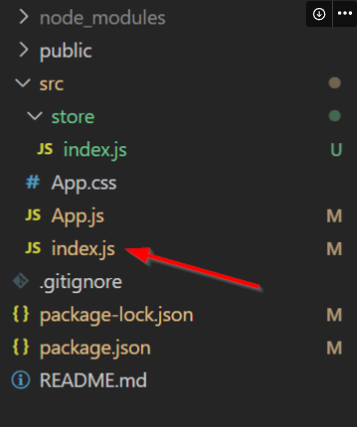 node_modules
public
src
store
JS index.js U
# App.css
JS App.js M
JS index.js M
.gitignore
{} package-lock.json M
{} package.json M
README.md